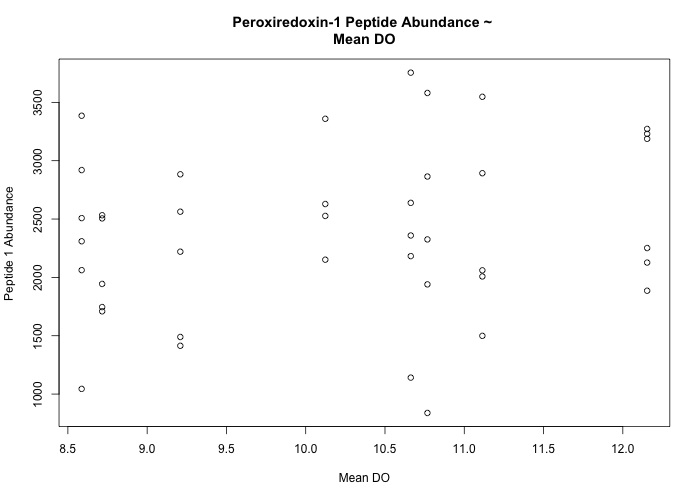 Peroxiredoxin-1 Peptide Abundance ~
Mean DO
Peptide 1 Abundance
3500
3000
2500
2000
1500
1000
8.5 9.0 9.5 10.0 10.5 11.0 11.5 12.0
Mean DO